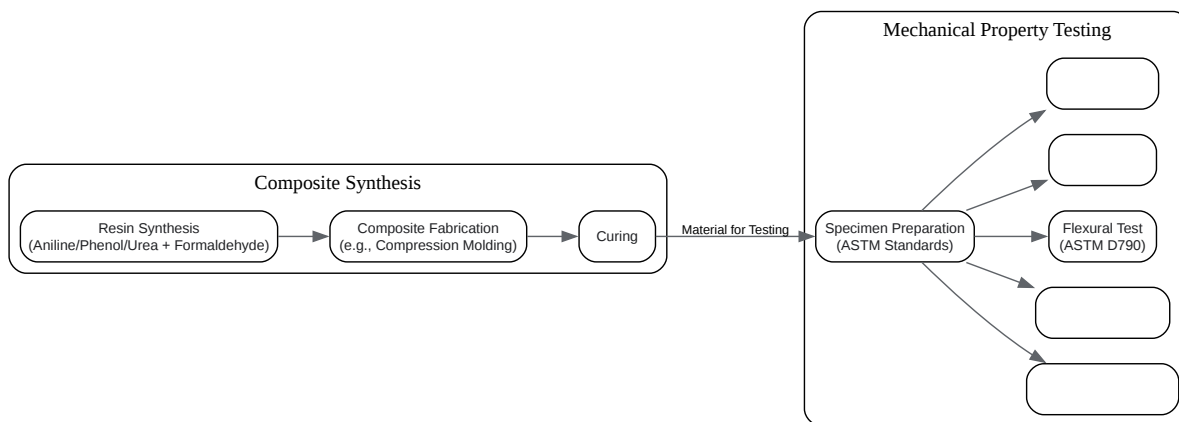 Mechanical Property Testing
Composite Synthesis
Resin Synthesis
(Aniline/Phenol/Urea + Formaldehyde)
Composite Fabrication
(e.g., Compression Molding)
Curing
Material for Testing
Specimen Preparation
(ASTM Standards)
Flexural Test
(ASTM D790)